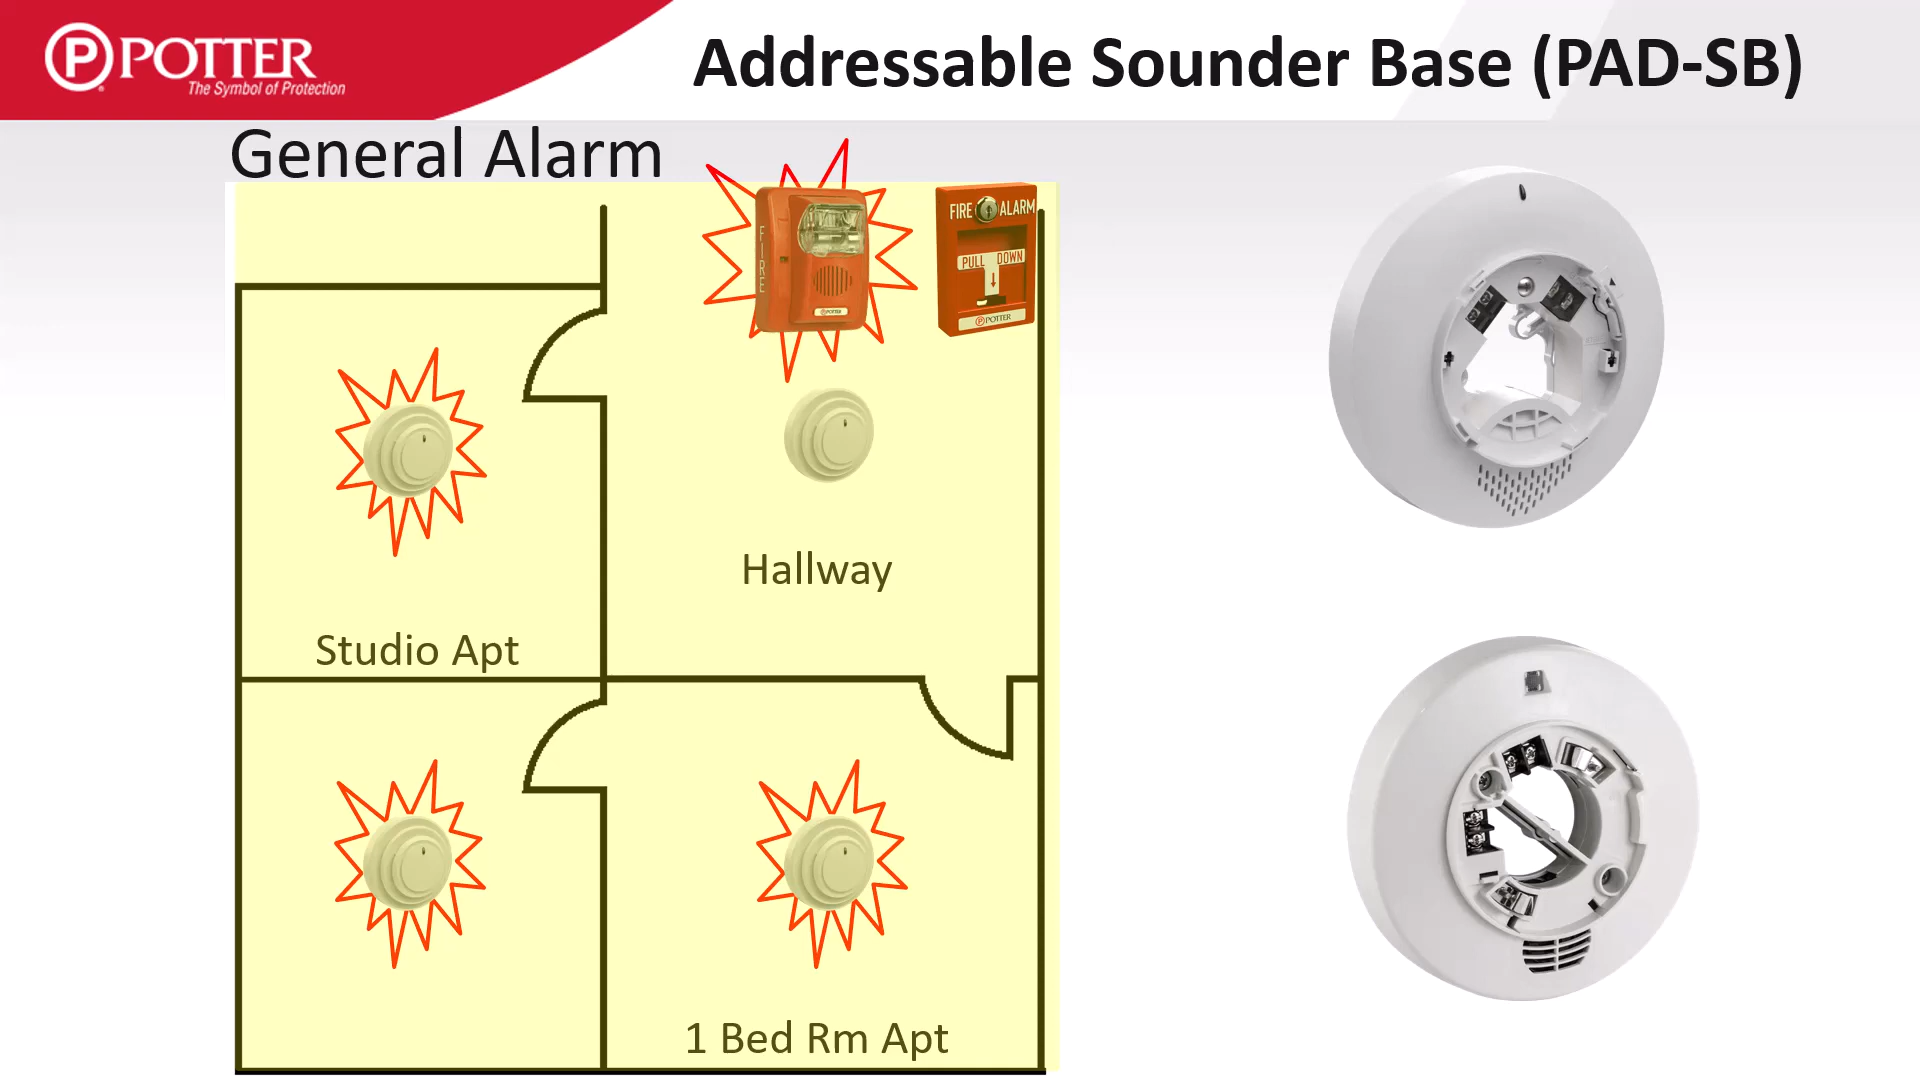 P POTTER
The Symbol of Protection
Addressable Sounder Base (PAD-SB)
General Alarm
FIRE
POTTER
FIRE ALARM
PULL DOWN
POTTER
Hallway
Studio Apt
1 Bed Rm Apt